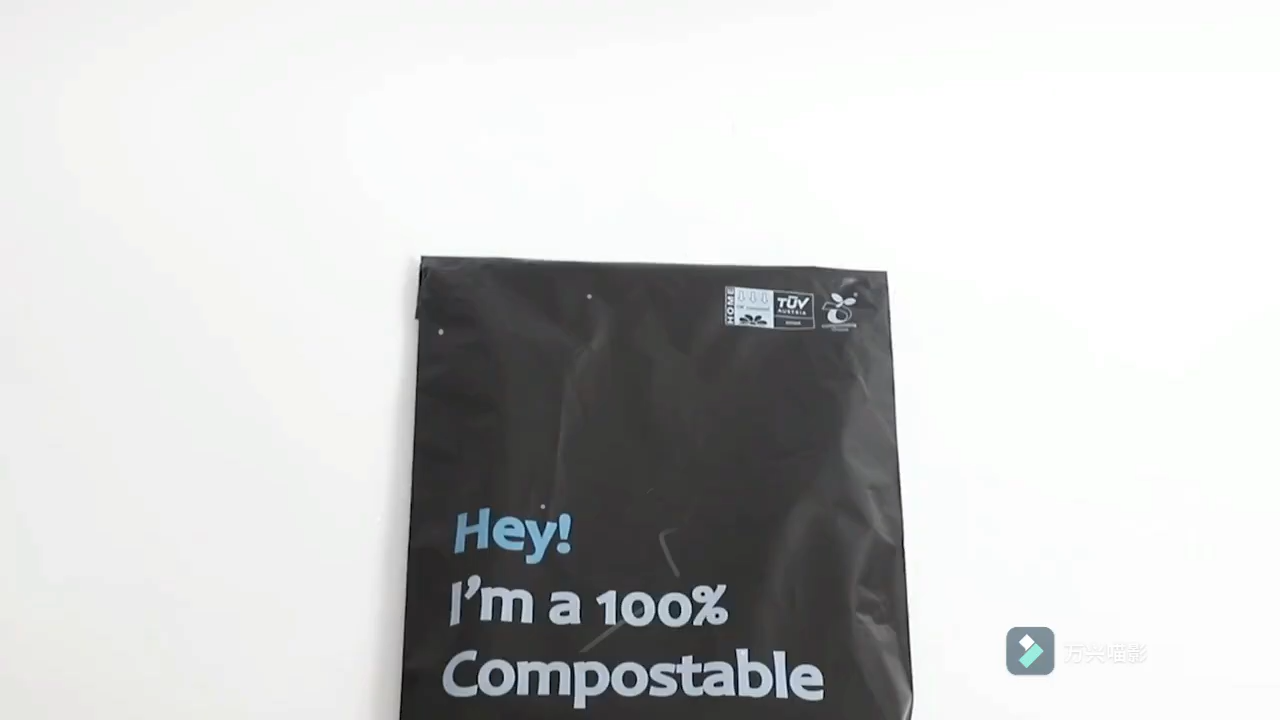 HOME
TÜV
AUSTRIA
Hey!
I'm a 100%
Compostable
万兴喵影